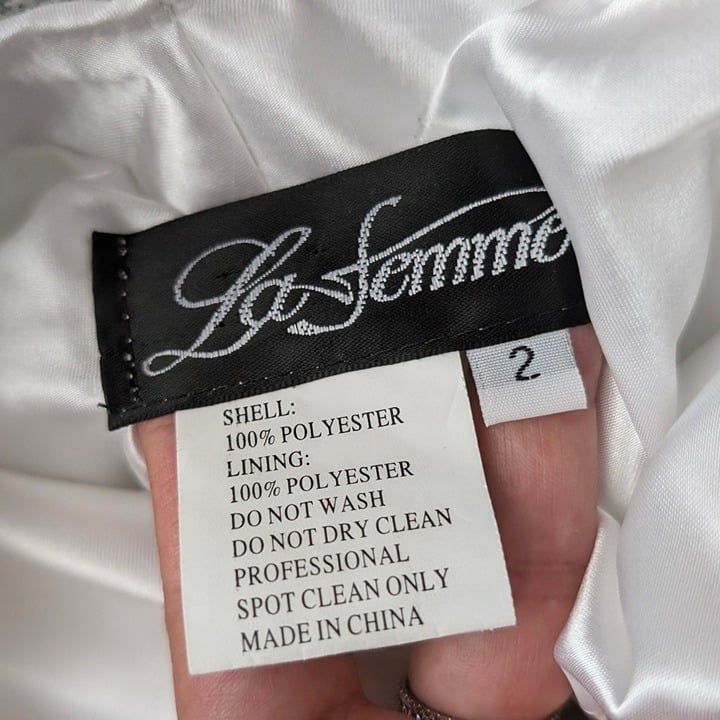 La Femme
2
SHELL:
100% POLYESTER
LINING:
100% POLYESTER
DO NOT WASH
DO NOT DRY CLEAN
PROFESSIONAL
SPOT CLEAN ONLY
MADE IN CHINA